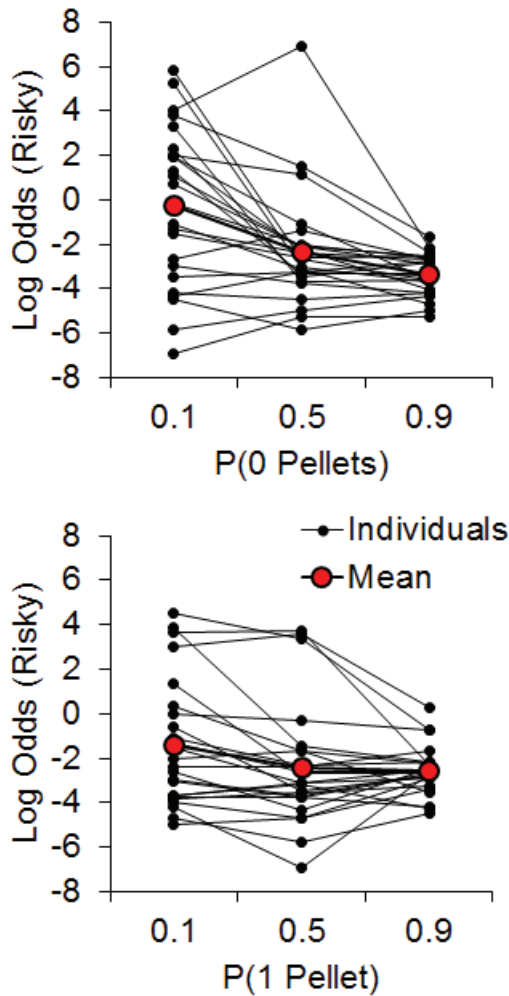 8
6
4
2
0
-2
-4
-6
-8
Log Odds (Risky)
0.1 0.5 0.9
P(0 Pellets)
Individuals
Mean
8
6
4
2
0
-2
-4
-6
-8
Log Odds (Risky)
0.1 0.5 0.9
P(1 Pellet)